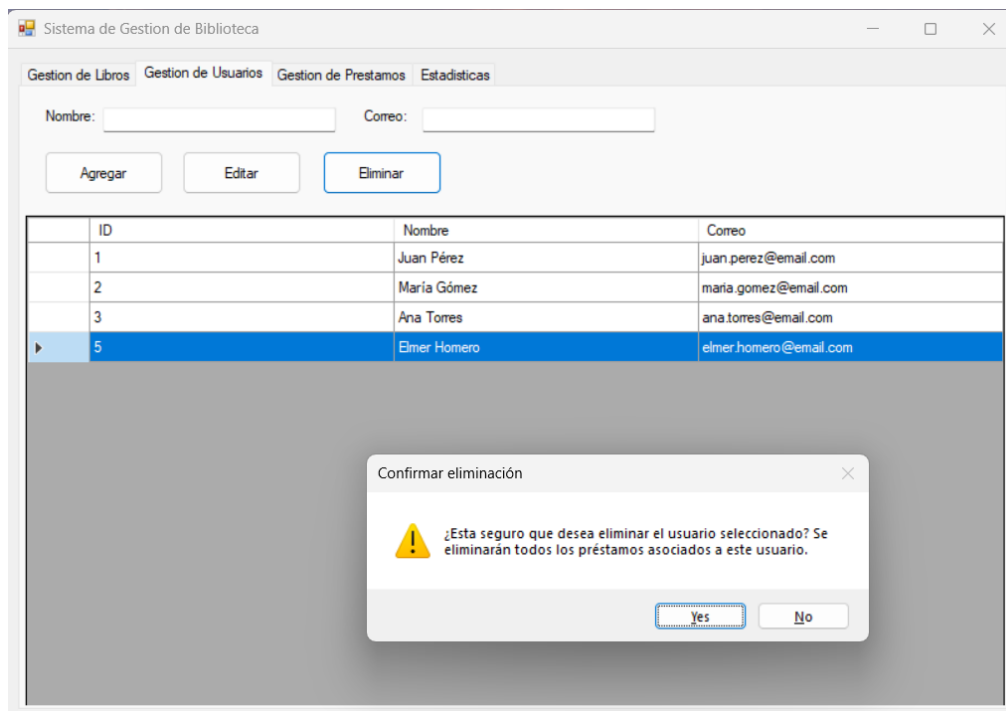 Sistema de Gestion de Biblioteca
Gestion de Libros Gestion de Usuarios Gestion de Prestamos Estadisticas
Nombre: Correo:
Agregar Editar Eliminar
ID Nombre Correo
1 Juan Pérez juan.perez@email.com
2 María Gómez maria.gomez@email.com
3 Ana Torres ana.torres@email.com
5 Elmer Homero elmer.homero@email.com
Confirmar eliminación
¿Esta seguro que desea eliminar el usuario seleccionado? Se
eliminarán todos los préstamos asociados a este usuario.
Yes No